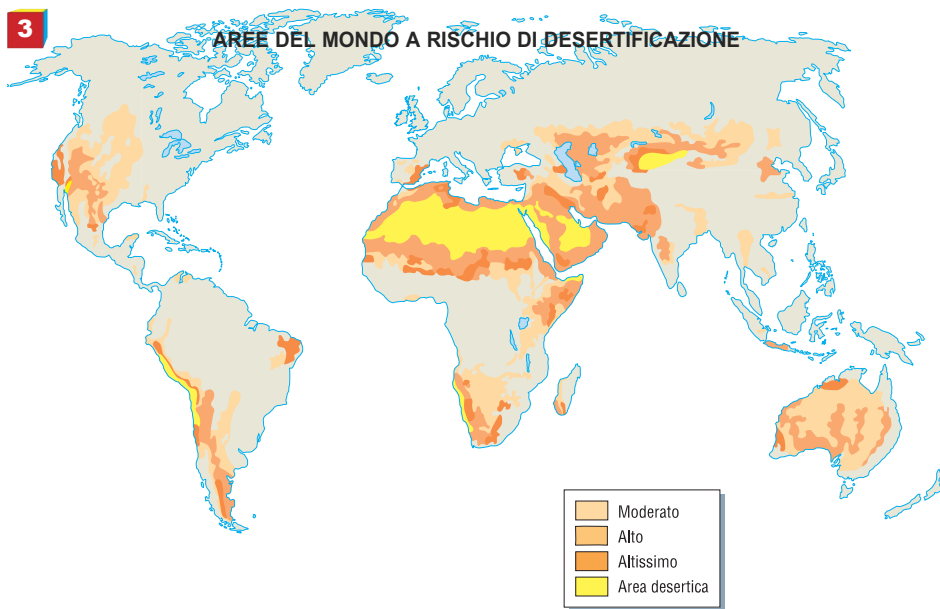 3
AREE DEL MONDO A RISCHIO DI DESERTIFICAZIONE
Moderato
Alto
Altissimo
Area desertica